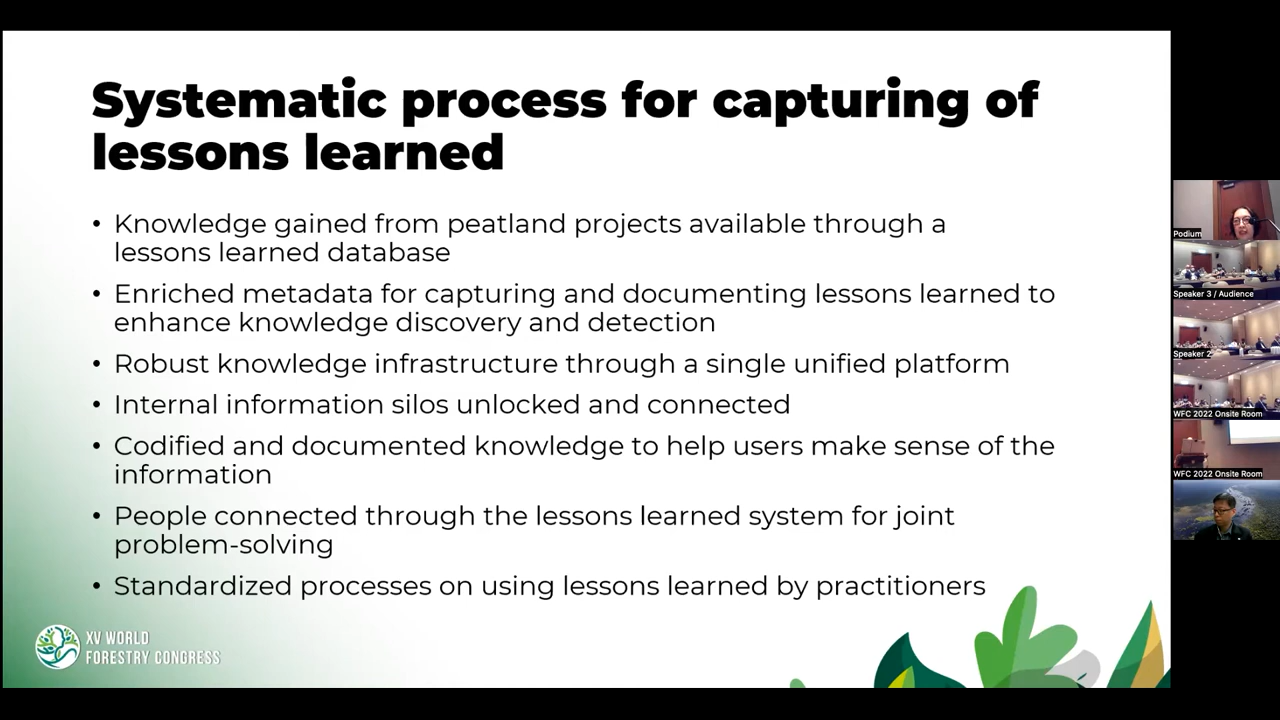 Systematic process for capturing of
lessons learned
• Knowledge gained from peatland projects available through a
lessons learned database
• Enriched metadata for capturing and documenting lessons learned to
enhance knowledge discovery and detection
• Robust knowledge infrastructure through a single unified platform
• Internal information silos unlocked and connected
• Codified and documented knowledge to help users make sense of the
information
• People connected through the lessons learned system for joint
problem-solving
• Standardized processes on using lessons learned by practitioners
XV WORLD
FORESTRY CONGRESS
Podium
Speaker 3 / Audience
Speaker 2
WFC 2022 Onsite Room
WFC 2022 Onsite Room